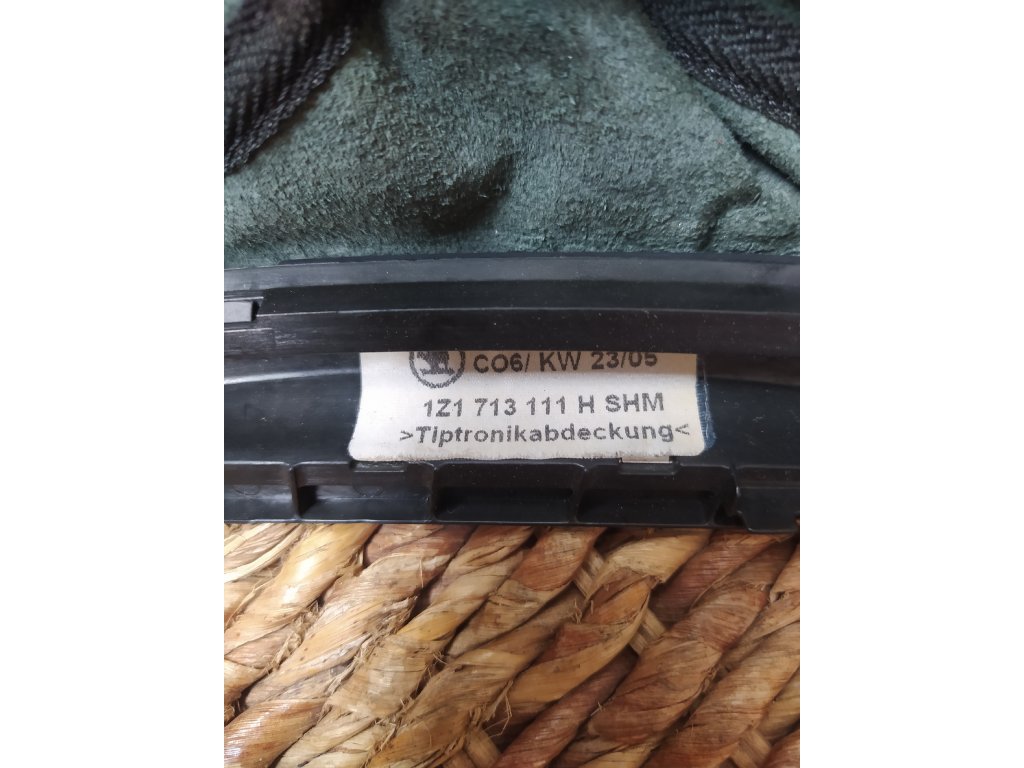 CO6/ KW 23/05
1Z1 713 111 H SHM
>Tiptronikabdeckung<